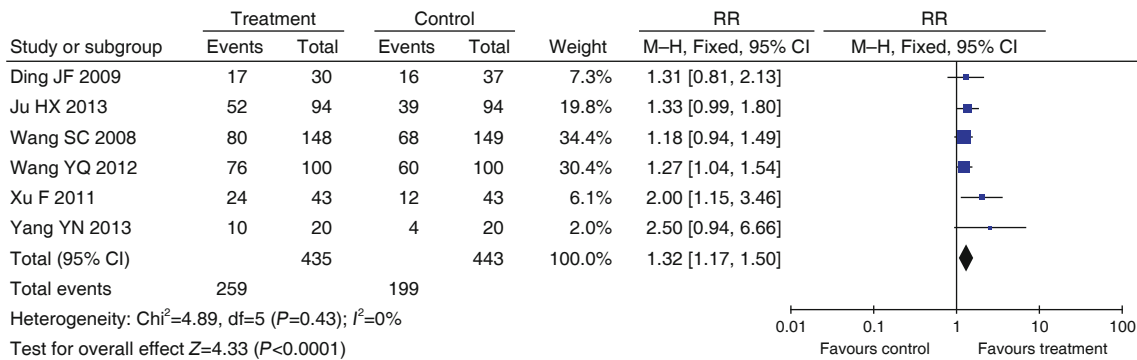 Treatment Control RR RR
Study or subgroup Events Total Events Total Weight M–H, Fixed, 95% CI M–H, Fixed, 95% CI
Ding JF 2009 17 30 16 37 7.3% 1.31 [0.81, 2.13]
Ju HX 2013 52 94 39 94 19.8% 1.33 [0.99, 1.80]
Wang SC 2008 80 148 68 149 34.4% 1.18 [0.94, 1.49]
Wang YQ 2012 76 100 60 100 30.4% 1.27 [1.04, 1.54]
Xu F 2011 24 43 12 43 6.1% 2.00 [1.15, 3.46]
Yang YN 2013 10 20 4 20 2.0% 2.50 [0.94, 6.66]
Total (95% CI) 435 443 100.0% 1.32 [1.17, 1.50]
Total events 259 199
Heterogeneity: Chi²=4.89, df=5 (P=0.43); I²=0%
0.01 0.1 1 10 100
Test for overall effect Z=4.33 (P<0.0001)
Favours control Favours treatment